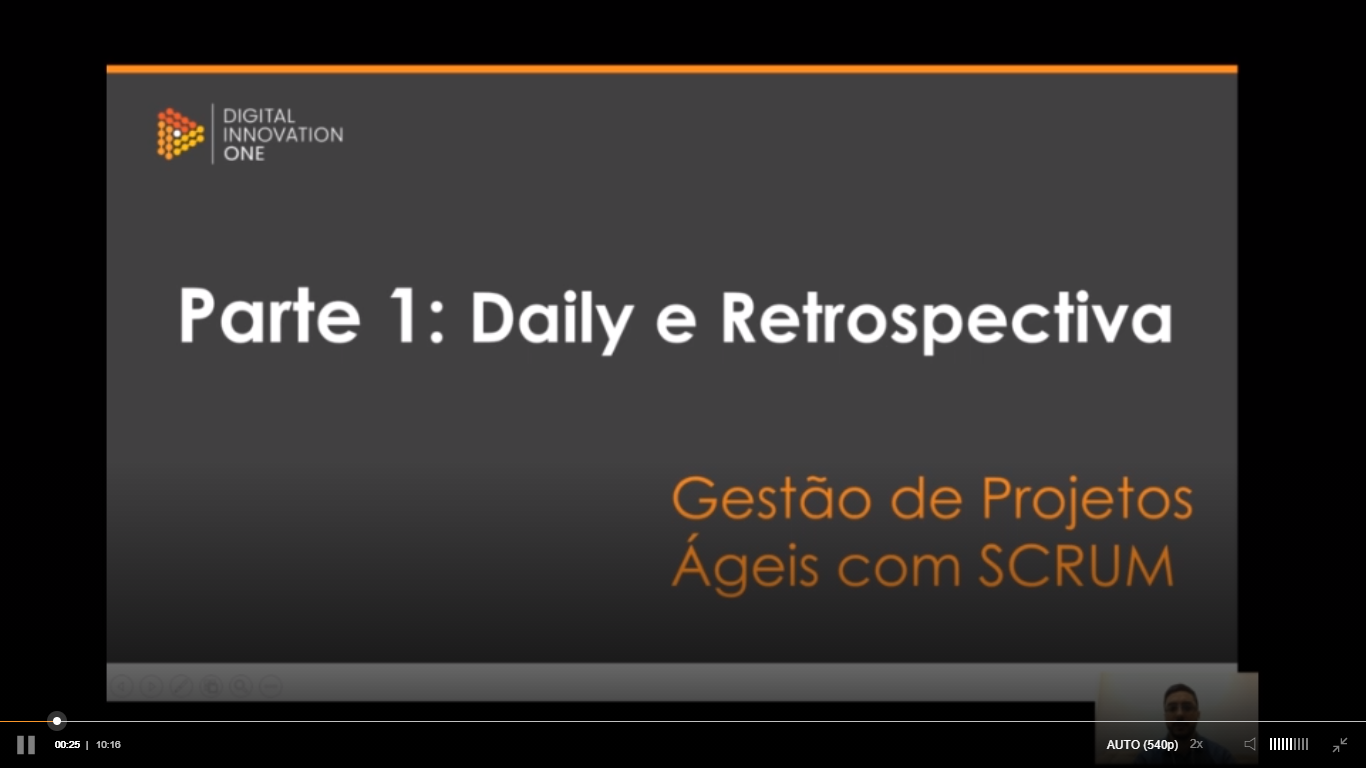 DIGITAL
INNOVATION
ONE
Parte 1: Daily e Retrospectiva
Gestão de Projetos
Ágeis com SCRUM
00:25 | 10:16
AUTO (540p) 2x